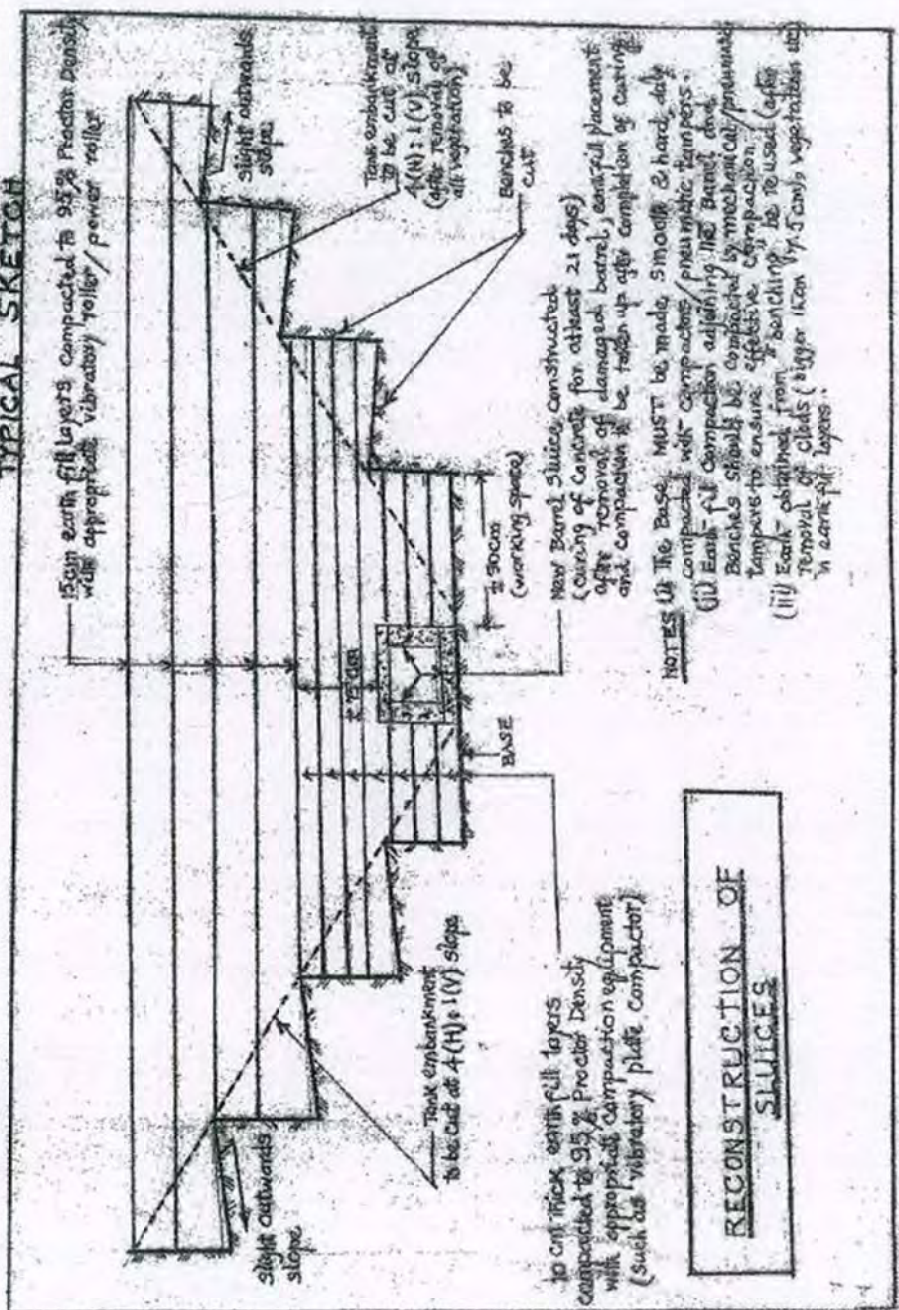 TYPICAL SKETCH
15cm earth fill layers, compacted to 95% Proctor Density
with appropriate vibratory roller/power roller
Slight outwards
slope
Tank embankment
to be cut at
4(H):1(V) slope
(after removal of
all vegetation)
Benches to be
cut
Slight outwards
slope
Tank embankment
to be cut at 4(H):1(V) slope
± 75 cm
± 90cm
(working space)
BASE
New Barrel Sluice constructed
(curing of Concrete for atleast 21 days)
after removal of damaged barrel, earthfill placement
and compaction to be taken up after completion of curing
10 cm thick earth fill layers
compacted to 95% Proctor Density
with appropriate compaction equipment
(such as vibratory plate compactor)
NOTES (i) The Base MUST be made smooth & hard, duly
compacted with compactors/pneumatic tampers.
(ii) Earth-fill Compaction adjoining the Barrel and
Benches should be compacted by mechanical/pneumatic
tampers to ensure effective compaction.
(iii) Earth obtained from benching be reused (after
removal of clods (bigger than 5cm), vegetation
in earth fill layers.
RECONSTRUCTION OF
SLUICES